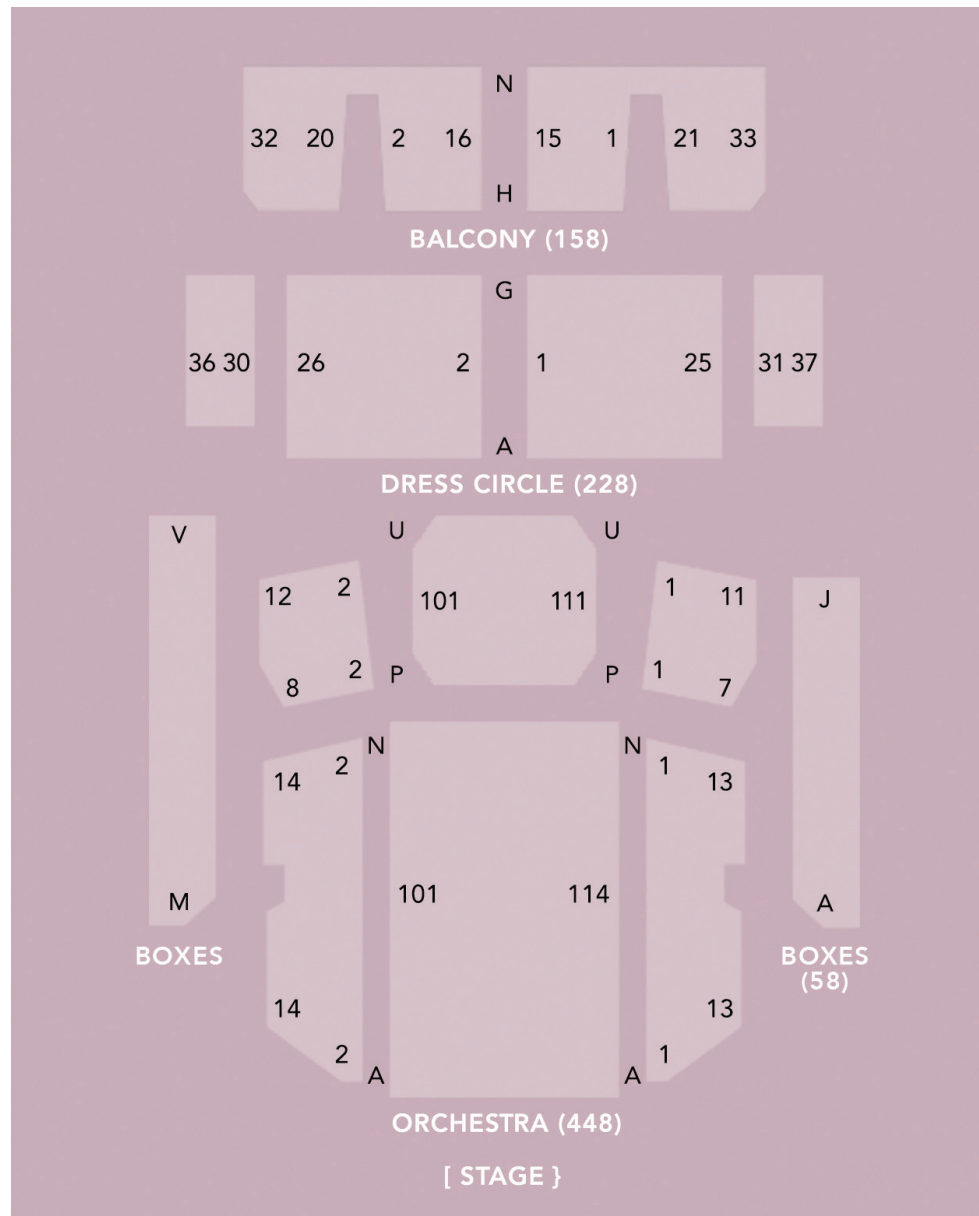 N
32 20 2 16 15 1 21 33
H
BALCONY (158)
G
36 30 26 2 1 25 31 37
A
DRESS CIRCLE (228)
V U U
12 2 101 111 1 11 J
8 2 P P 1 7
14 2 N N 1 13
M 101 114 A
BOXES BOXES
(58)
14 13
2 A A 1
ORCHESTRA (448)
[ STAGE }